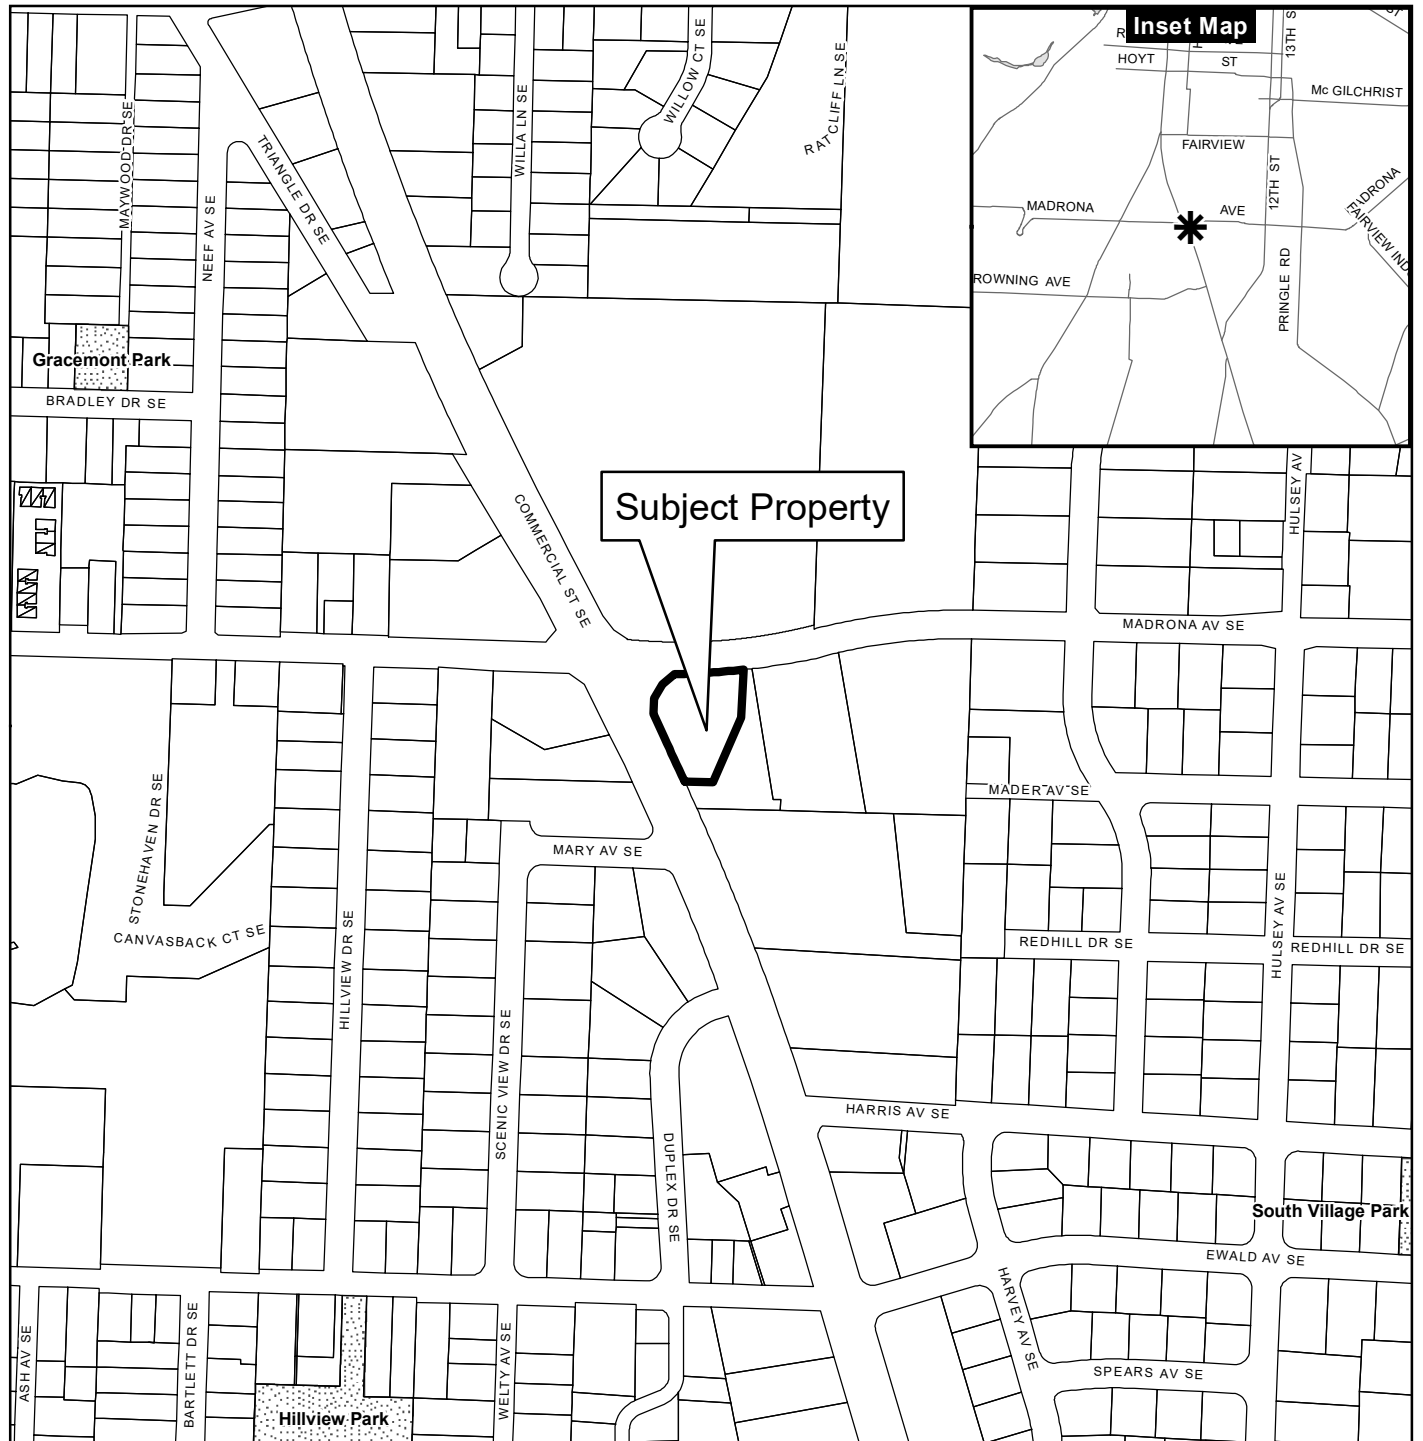 Inset Map
13TH S
HOYT
ST
Mc GILCHRIST
FAIRVIEW
12TH ST
MADRONA
AVE
ADRONA
FAIRVIEW IND
ROWNING AVE
PRINGLE RD
WILLOW CT SE
RATCLIFF LN SE
WILLA LN SE
MAYWOOD DR SE
TRIANGLE DR SE
NEEF AV SE
Gracemont Park
BRADLEY DR SE
COMMERCIAL ST SE
Subject Property
HULSEY AV
MADRONA AV SE
STONEHAVEN DR SE
MADER AV SE
MARY AV SE
CANVASBACK CT SE
HILLVIEW DR SE
HULSEY AV SE
REDHILL DR SE
REDHILL DR SE
SCENIC VIEW DR SE
HARRIS AV SE
DUPLEX DR SE
South Village Park
EWALD AV SE
HARVEY AV SE
ASH AV SE
BARTLETT DR SE
WELTY AV SE
SPEARS AV SE
Hillview Park